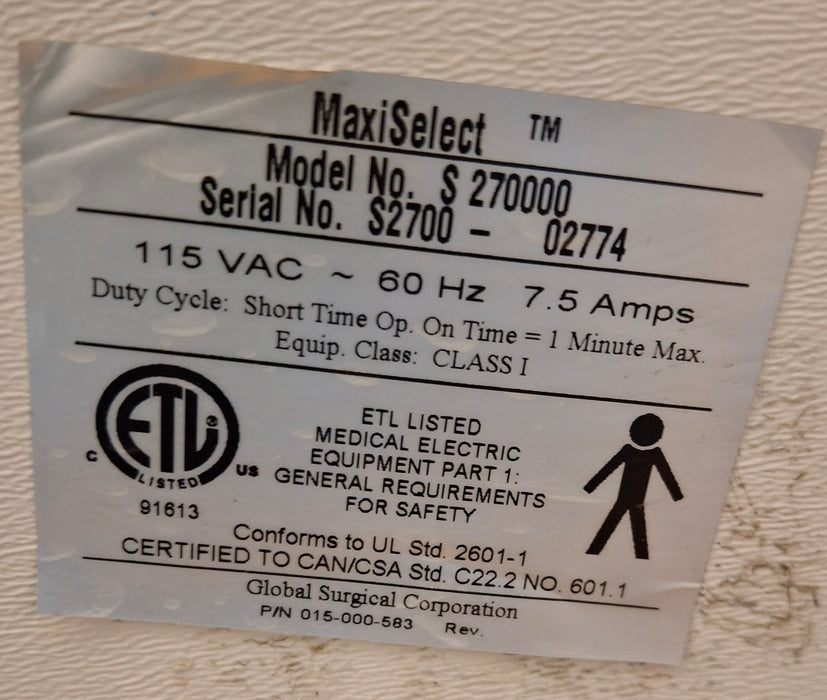 MaxiSelect ™
Model No. S 270000
Serial No. S2700 - 02774
115 VAC ~ 60 Hz 7.5 Amps
Duty Cycle: Short Time Op. On Time = 1 Minute Max.
Equip. Class: CLASS I
ETL
LISTED
C US
91613
ETL LISTED
MEDICAL ELECTRIC
EQUIPMENT PART 1:
GENERAL REQUIREMENTS
FOR SAFETY
Conforms to UL Std. 2601-1
CERTIFIED TO CAN/CSA Std. C22.2 NO. 601.1
Global Surgical Corporation
P/N 015-000-583 Rev.